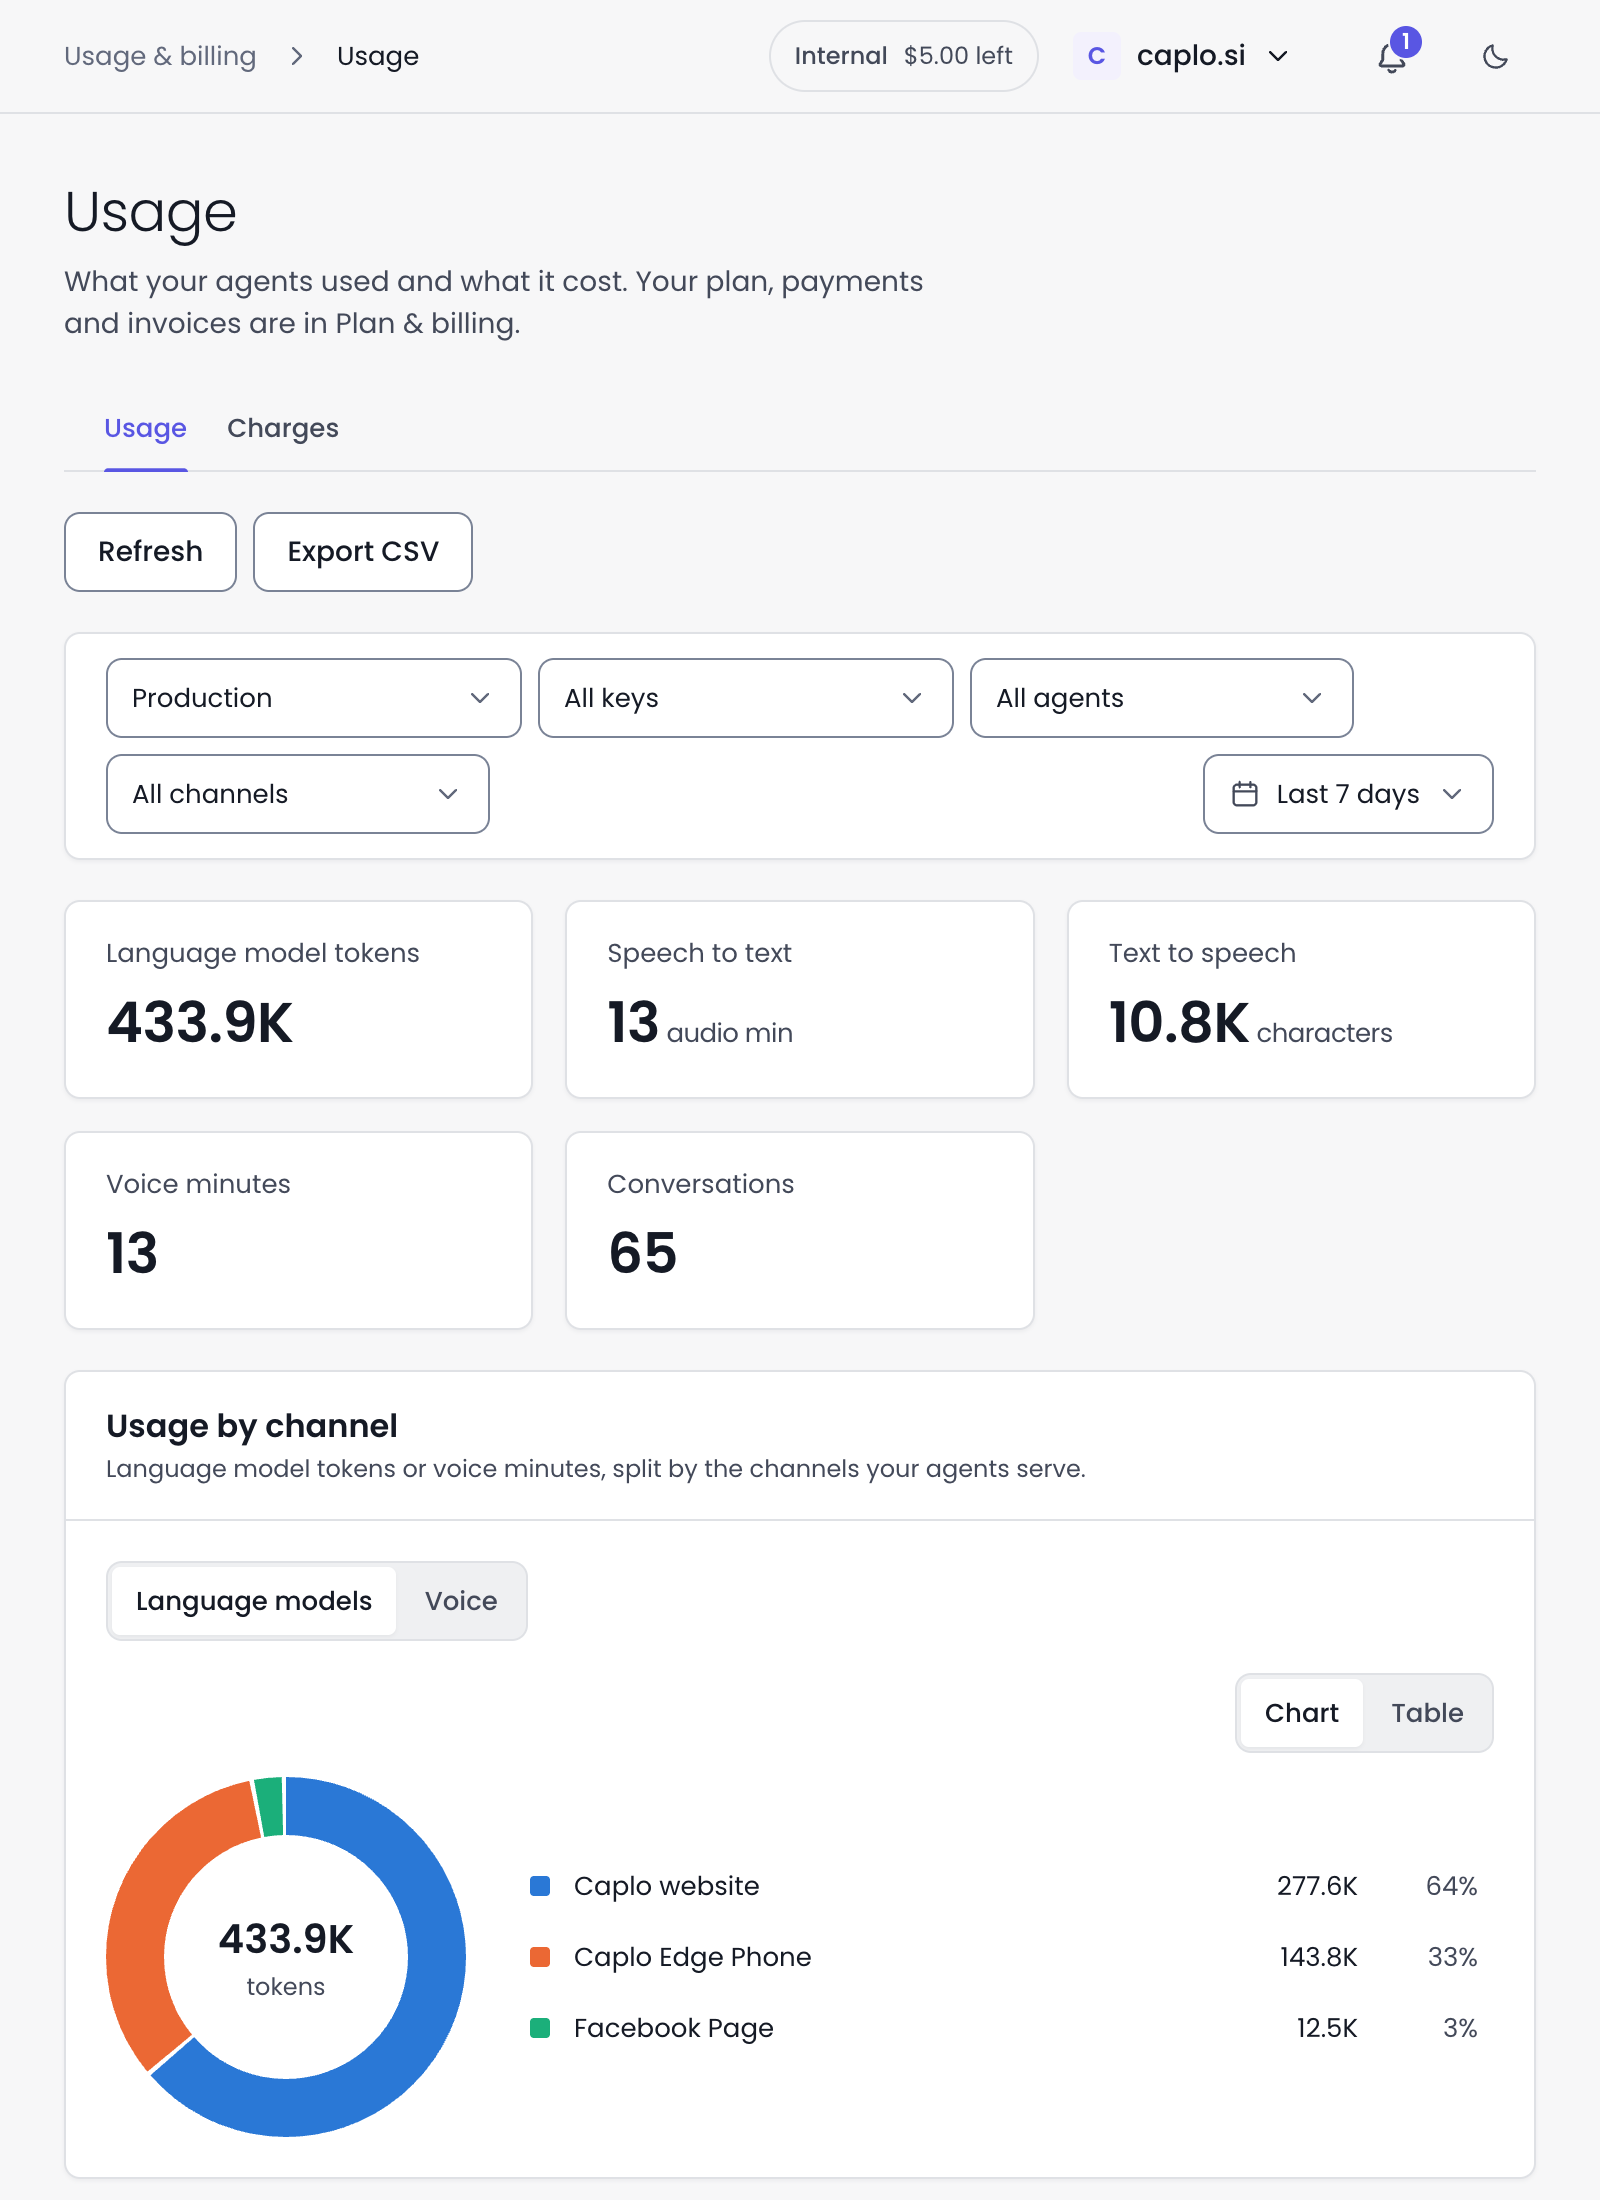 Usage & billing > Usage
Internal $5.00 left
C caplo.si
1
Usage
What your agents used and what it cost. Your plan, payments
and invoices are in Plan & billing.
Usage Charges
Refresh Export CSV
Production All keys All agents
All channels Last 7 days
Language model tokens
433.9K
Speech to text
13 audio min
Text to speech
10.8K characters
Voice minutes
13
Conversations
65
Usage by channel
Language model tokens or voice minutes, split by the channels your agents serve.
Language models Voice
Chart Table
433.9K
tokens
Caplo website 277.6K 64%
Caplo Edge Phone 143.8K 33%
Facebook Page 12.5K 3%